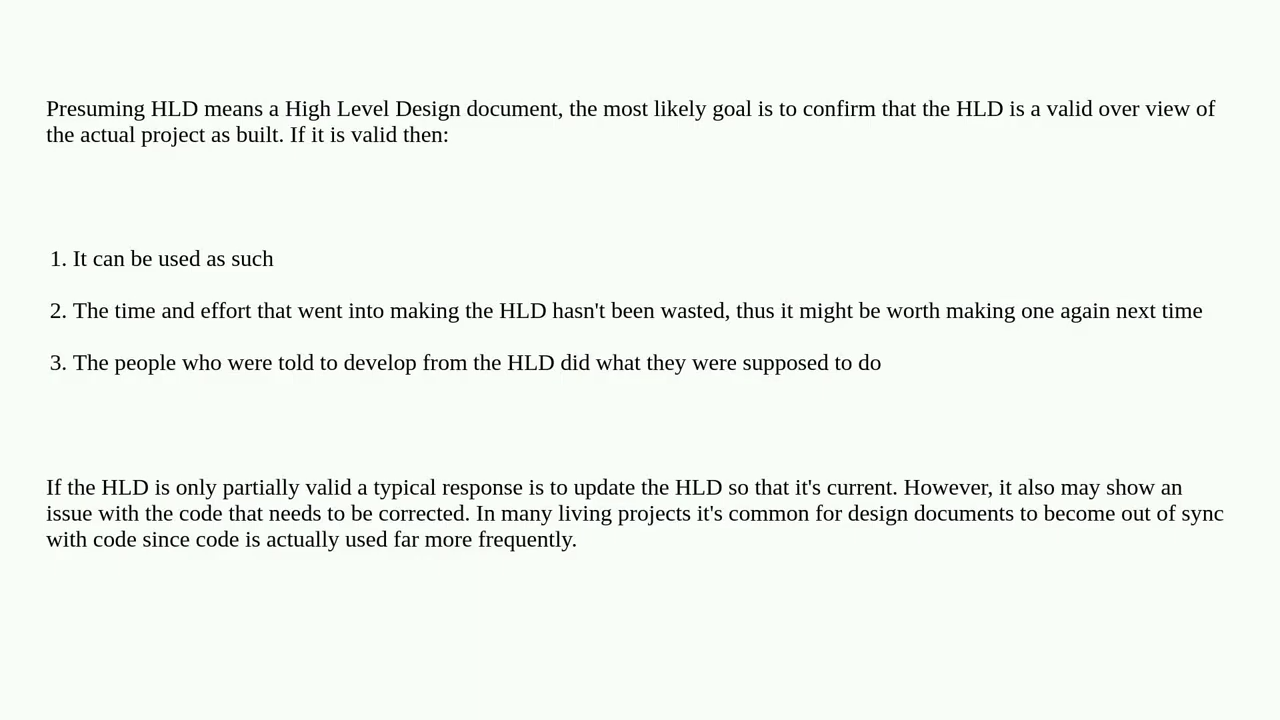 Presuming HLD means a High Level Design document, the most likely goal is to confirm that the HLD is a valid over view of
the actual project as built. If it is valid then:
1. It can be used as such
2. The time and effort that went into making the HLD hasn't been wasted, thus it might be worth making one again next time
3. The people who were told to develop from the HLD did what they were supposed to do
If the HLD is only partially valid a typical response is to update the HLD so that it's current. However, it also may show an
issue with the code that needs to be corrected. In many living projects it's common for design documents to become out of sync
with code since code is actually used far more frequently.